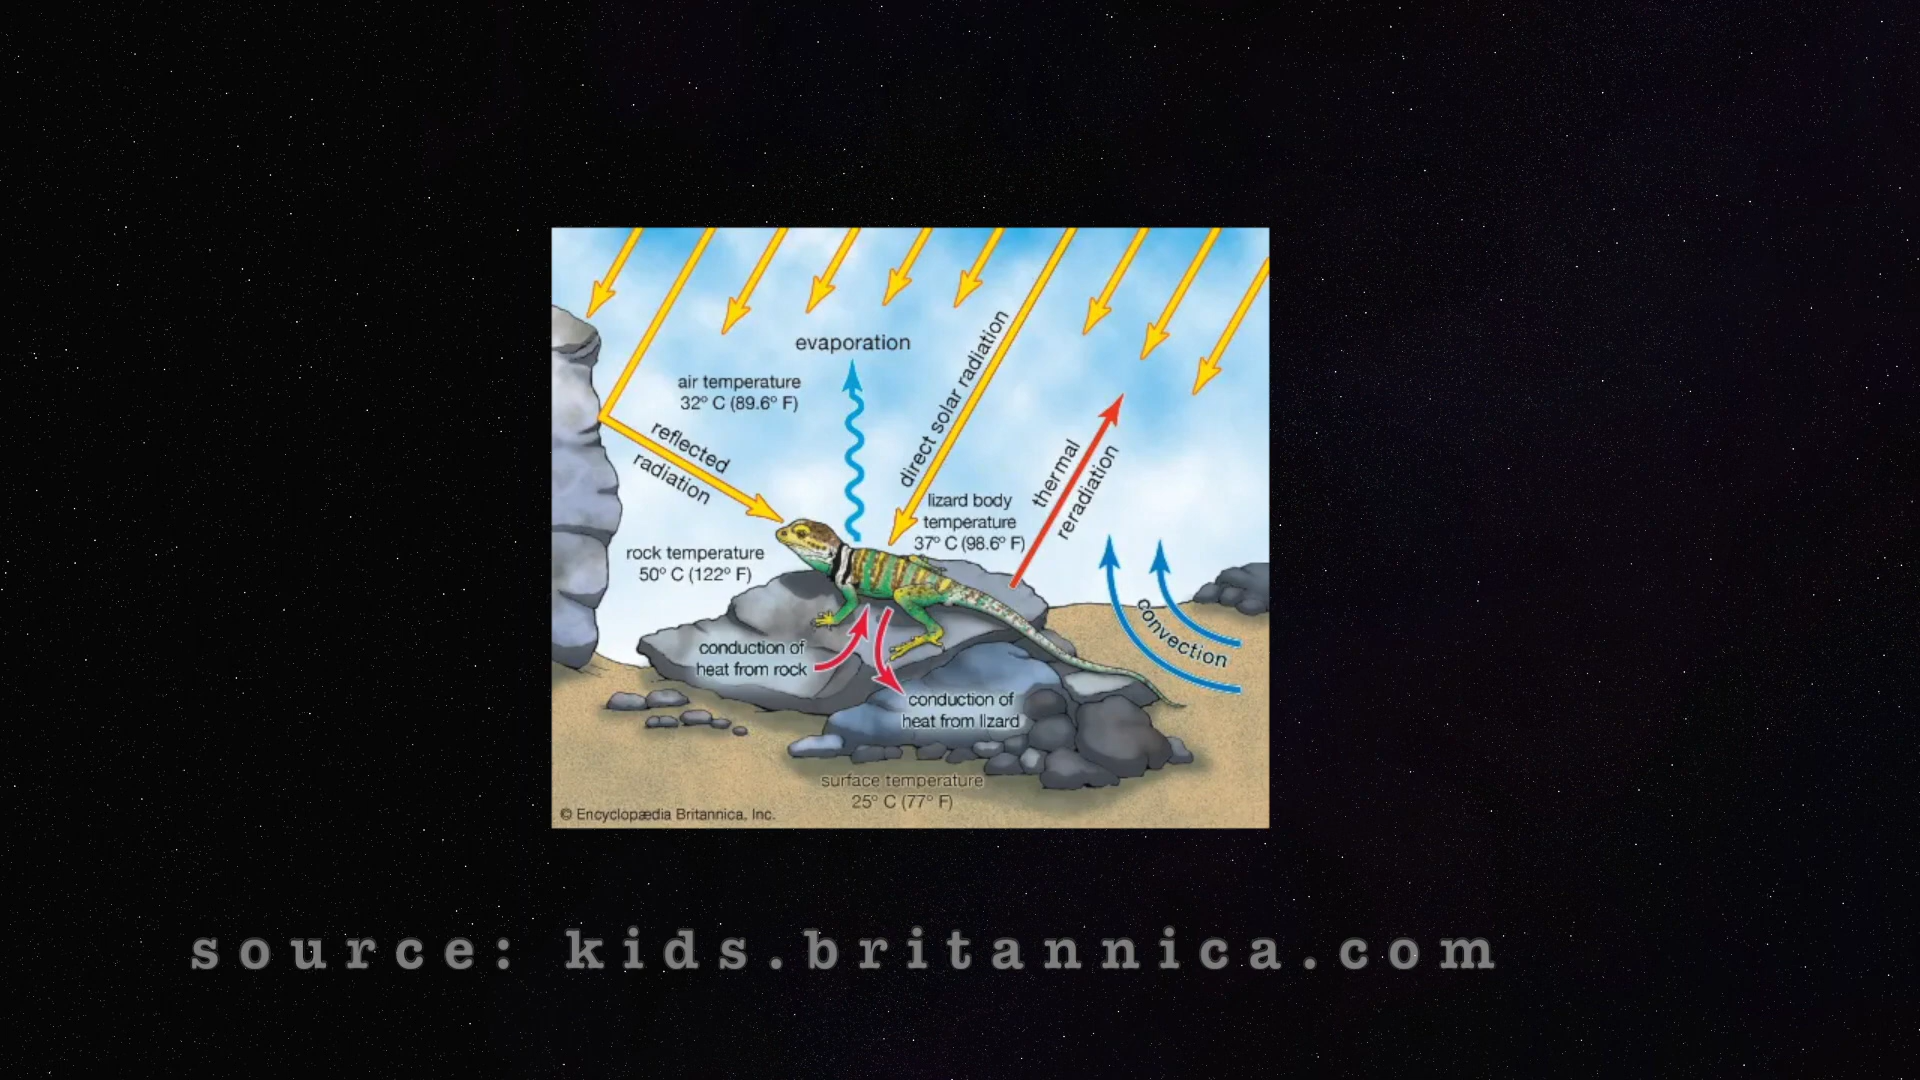 evaporation
air temperature
32° C (89.6° F)
direct solar radiation
reflected
radiation
thermal
reradiation
lizard body
temperature
37° C (98.6° F)
rock temperature
50° C (122° F)
convection
conduction of
heat from rock
conduction of
heat from lizard
surface temperature
25° C (77° F)
© Encyclopædia Britannica, Inc.
source: kids.britannica.com